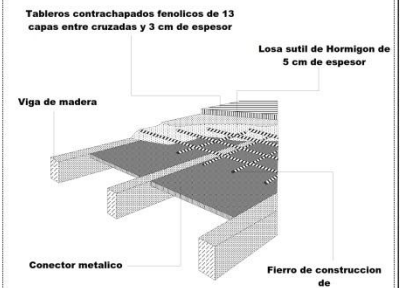 Tableros contrachapados fenolicos de 13
capas entre cruzadas y 3 cm de espesor
Losa sutil de Hormigon de
5 cm de espesor
Viga de madera
Conector metalico
Fierro de construccion
de